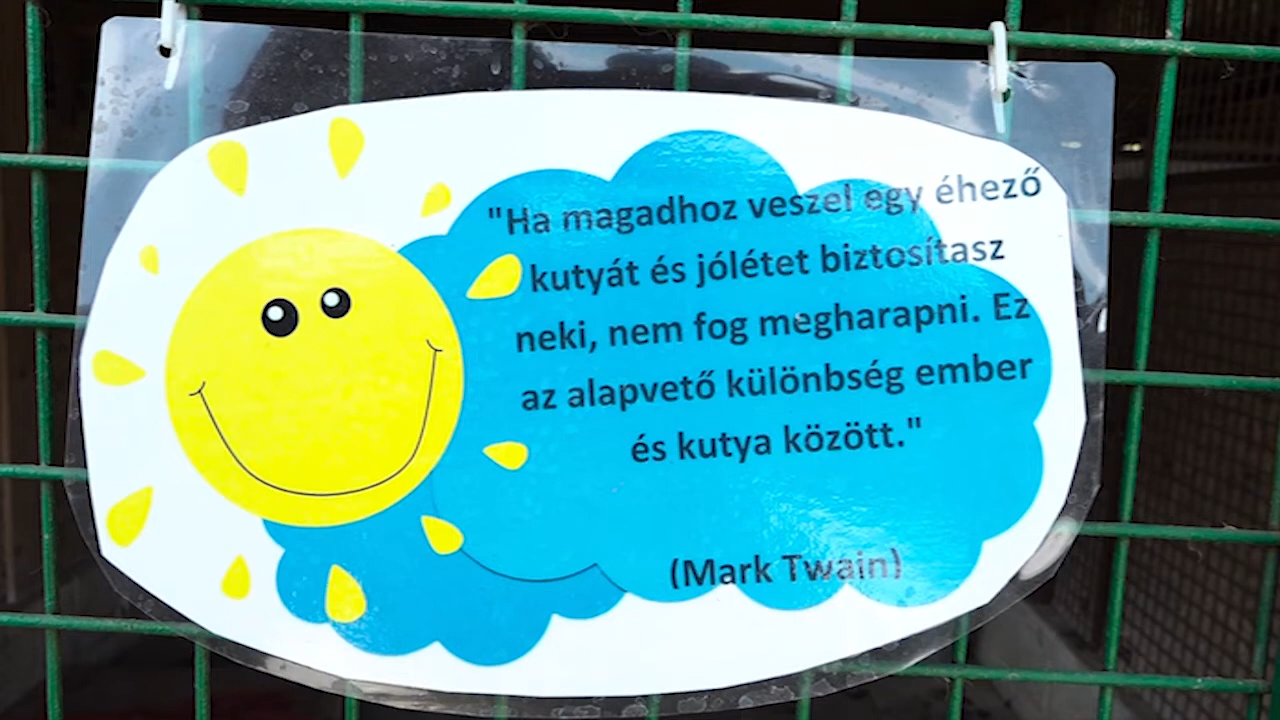 "Ha magadhoz veszel egy éhező
kutyát és jólétet biztosítasz
neki, nem fog megharapni. Ez
az alapvető különbség ember
és kutya között."
(Mark Twain)